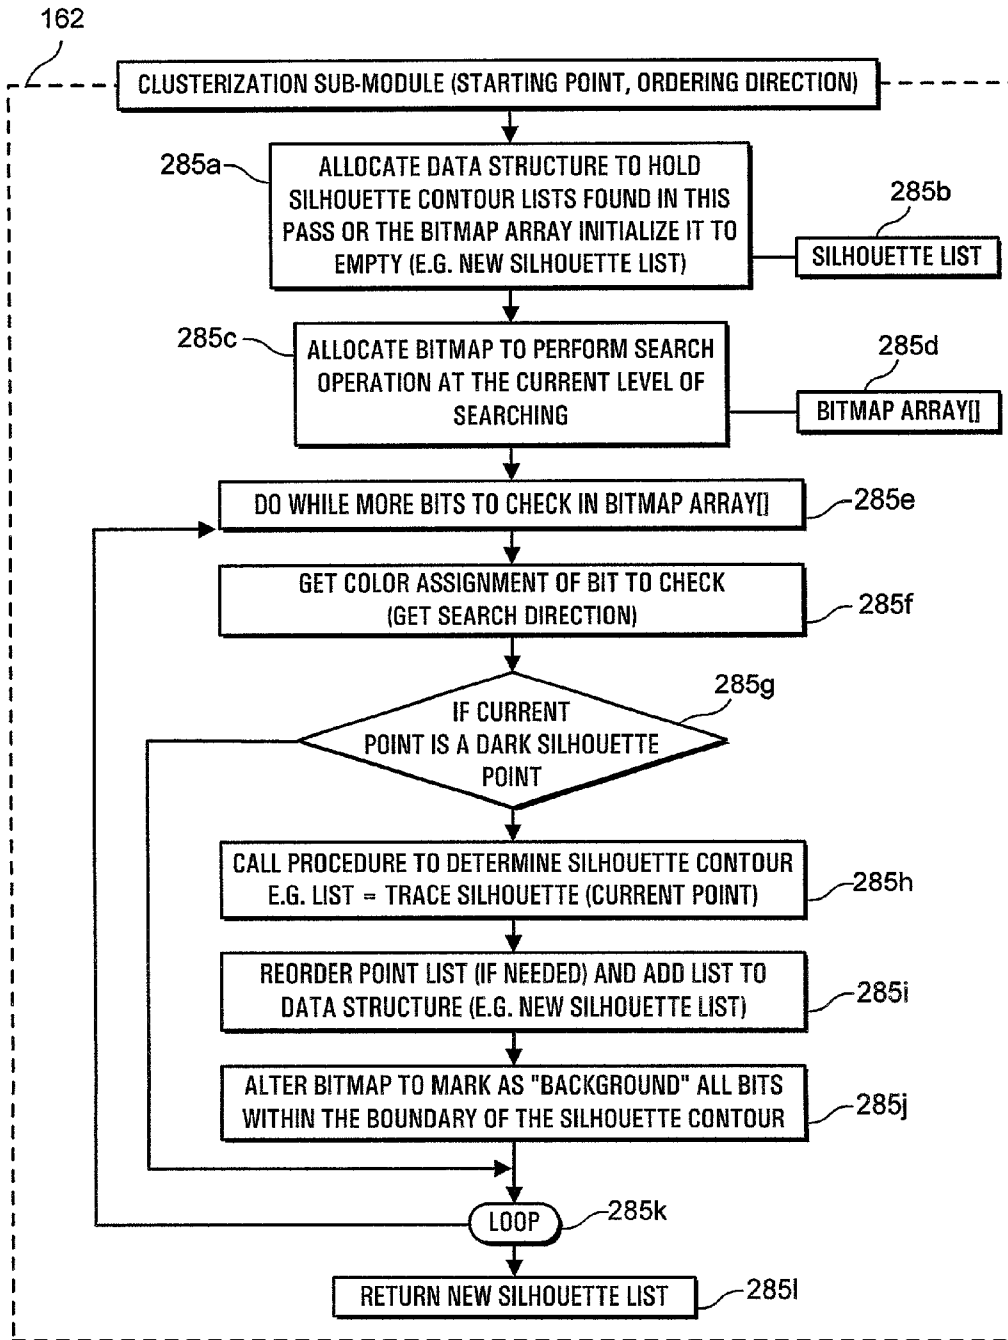 162
CLUSTERIZATION SUB-MODULE (STARTING POINT, ORDERING DIRECTION)
285a
ALLOCATE DATA STRUCTURE TO HOLD
SILHOUETTE CONTOUR LISTS FOUND IN THIS
PASS OR THE BITMAP ARRAY INITIALIZE IT TO
EMPTY (E.G. NEW SILHOUETTE LIST)
285b
SILHOUETTE LIST
285c
ALLOCATE BITMAP TO PERFORM SEARCH
OPERATION AT THE CURRENT LEVEL OF
SEARCHING
285d
BITMAP ARRAY[]
DO WHILE MORE BITS TO CHECK IN BITMAP ARRAY[]
285e
GET COLOR ASSIGNMENT OF BIT TO CHECK
(GET SEARCH DIRECTION)
285f
285g
IF CURRENT
POINT IS A DARK SILHOUETTE
POINT
CALL PROCEDURE TO DETERMINE SILHOUETTE CONTOUR
E.G. LIST = TRACE SILHOUETTE (CURRENT POINT)
285h
REORDER POINT LIST (IF NEEDED) AND ADD LIST TO
DATA STRUCTURE (E.G. NEW SILHOUETTE LIST)
285i
ALTER BITMAP TO MARK AS "BACKGROUND" ALL BITS
WITHIN THE BOUNDARY OF THE SILHOUETTE CONTOUR
285j
LOOP
285k
RETURN NEW SILHOUETTE LIST
285l